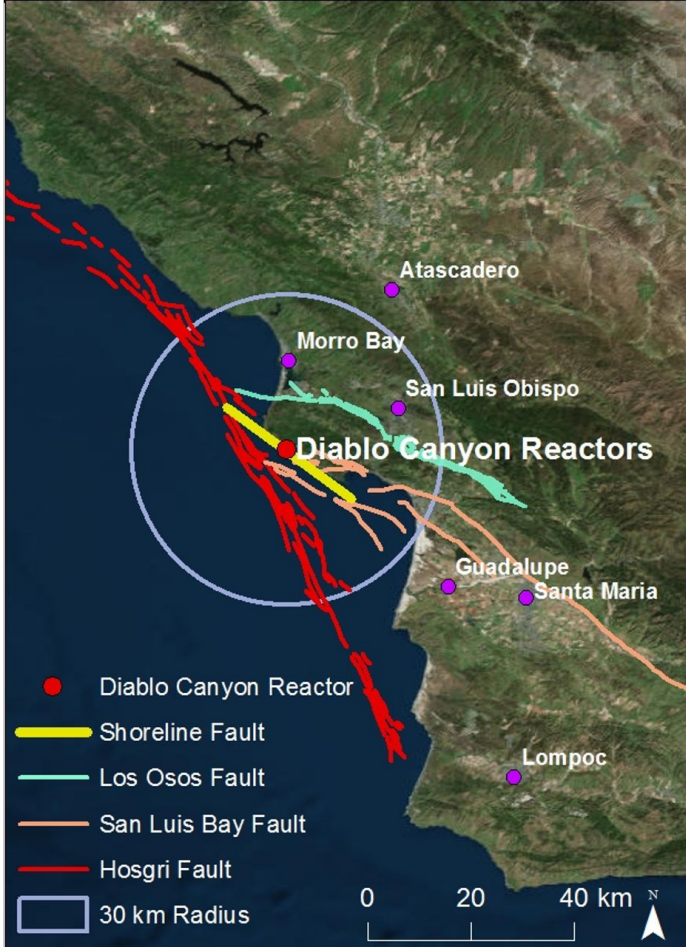 Atascadero
Morro Bay
San Luis Obispo
Diablo Canyon Reactors
Guadalupe
Santa Maria
Lompoc
Diablo Canyon Reactor
Shoreline Fault
Los Osos Fault
San Luis Bay Fault
Hosgri Fault
30 km Radius
0 20 40 km
N